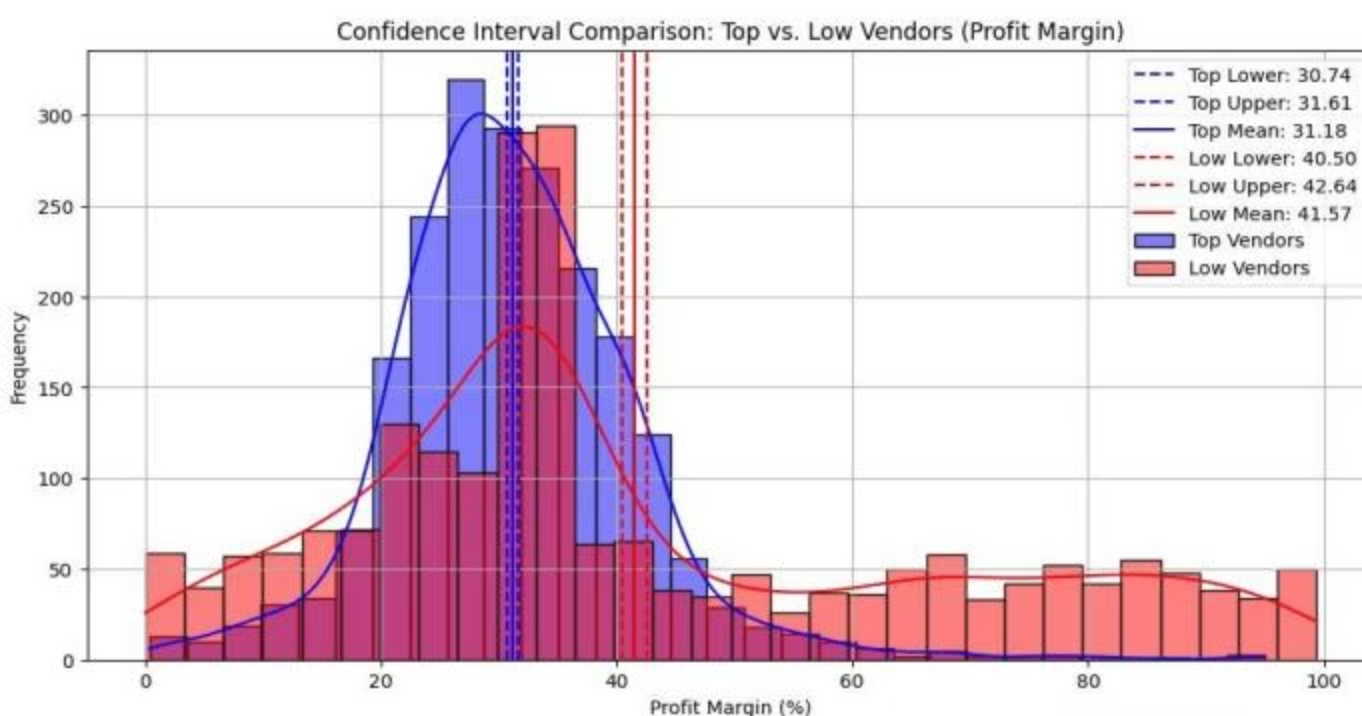 Confidence Interval Comparison: Top vs. Low Vendors (Profit Margin)
Top Lower: 30.74
Top Upper: 31.61
Top Mean: 31.18
Low Lower: 40.50
Low Upper: 42.64
Low Mean: 41.57
Top Vendors
Low Vendors
Frequency
300
250
200
150
100
50
0
0 20 40 60 80 100
Profit Margin (%)